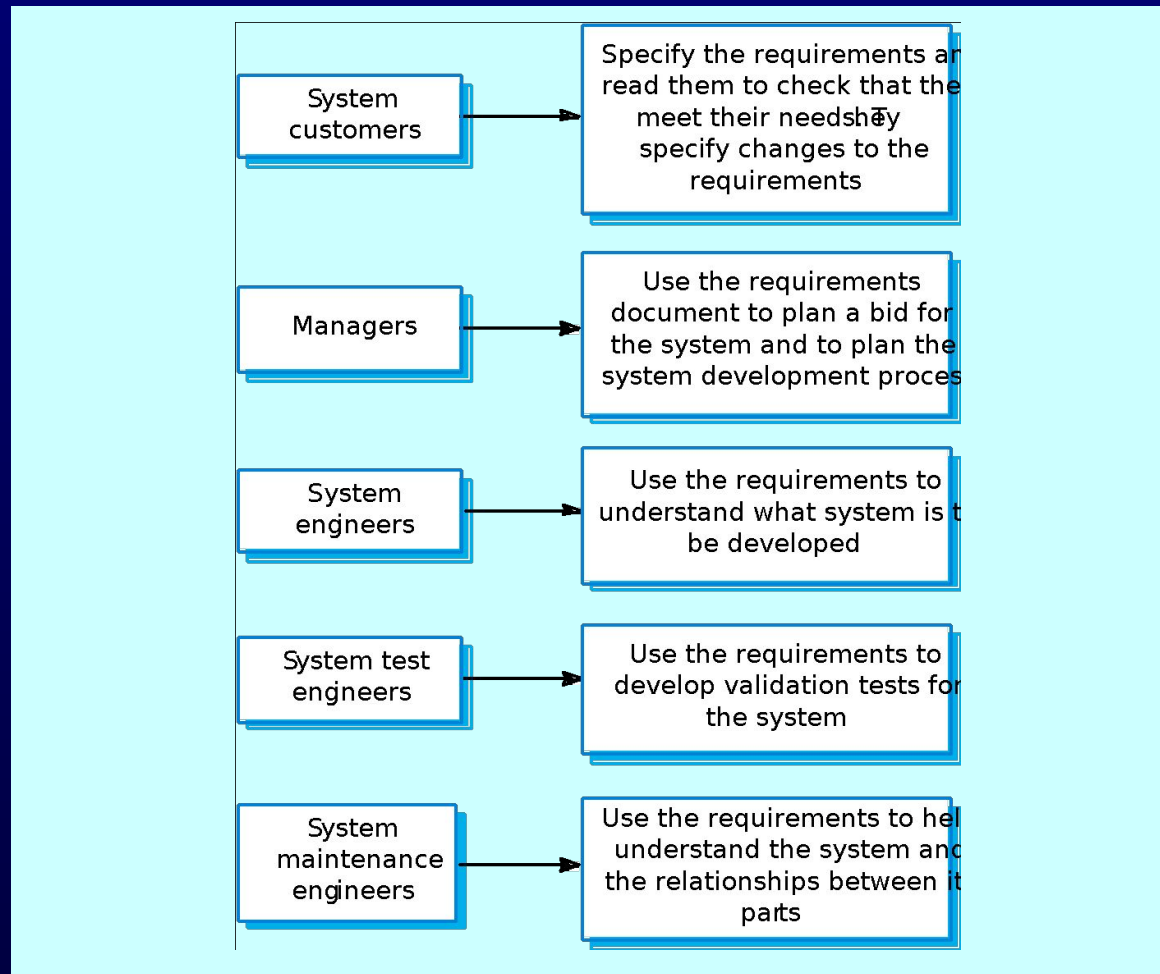 System
customers
Specify the requirements an
read them to check that the
meet their needs. They
specify changes to the
requirements
Managers
Use the requirements
document to plan a bid for
the system and to plan the
system development proces
System
engineers
Use the requirements to
understand what system is t
be developed
System test
engineers
Use the requirements to
develop validation tests for
the system
System
maintenance
engineers
Use the requirements to hel
understand the system and
the relationships between it
parts